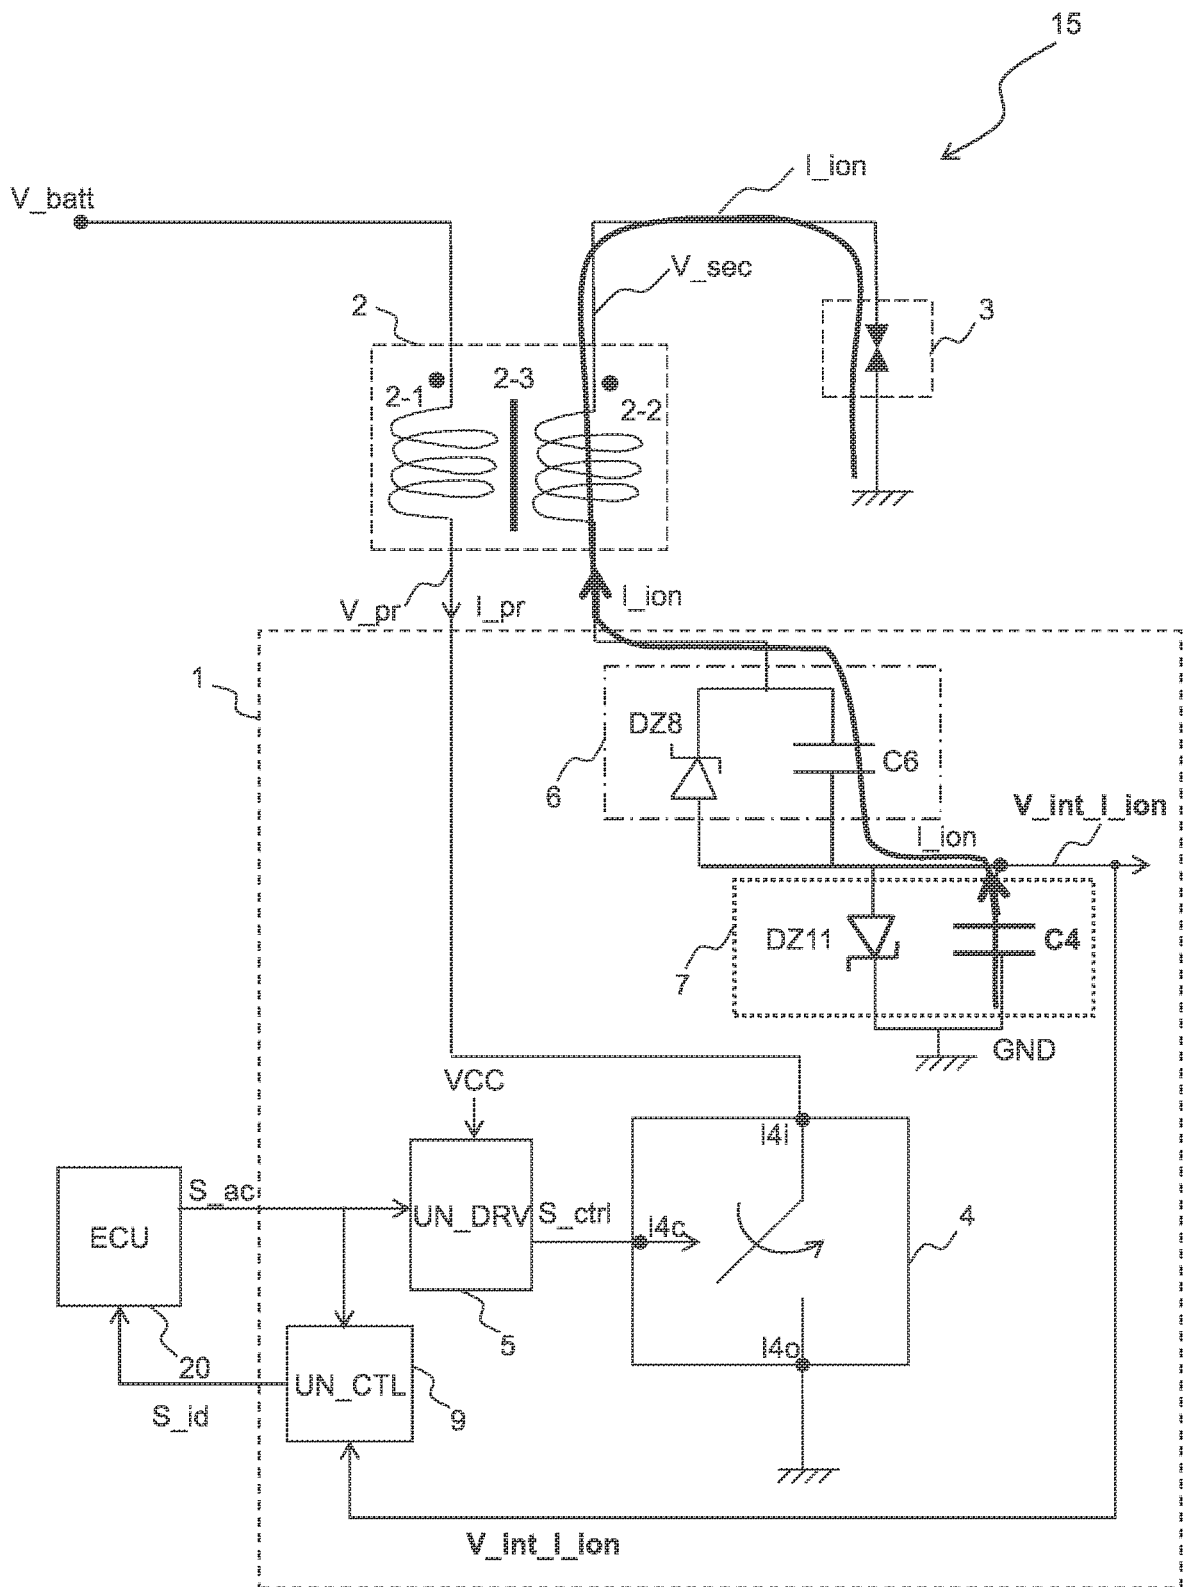 15
I_ion
V_batt
V_sec
2
3
2-1
2-3
2-2
V_pr
I_pr
I_ion
1
DZ8
C6
6
V_int_I_ion
I_ion
DZ11
C4
7
GND
VCC
I4i
S_ac
ECU
UN_DRV
S_ctrl
I4c
4
5
I4o
20
UN_CTL
S_id
9
V_int_I_ion